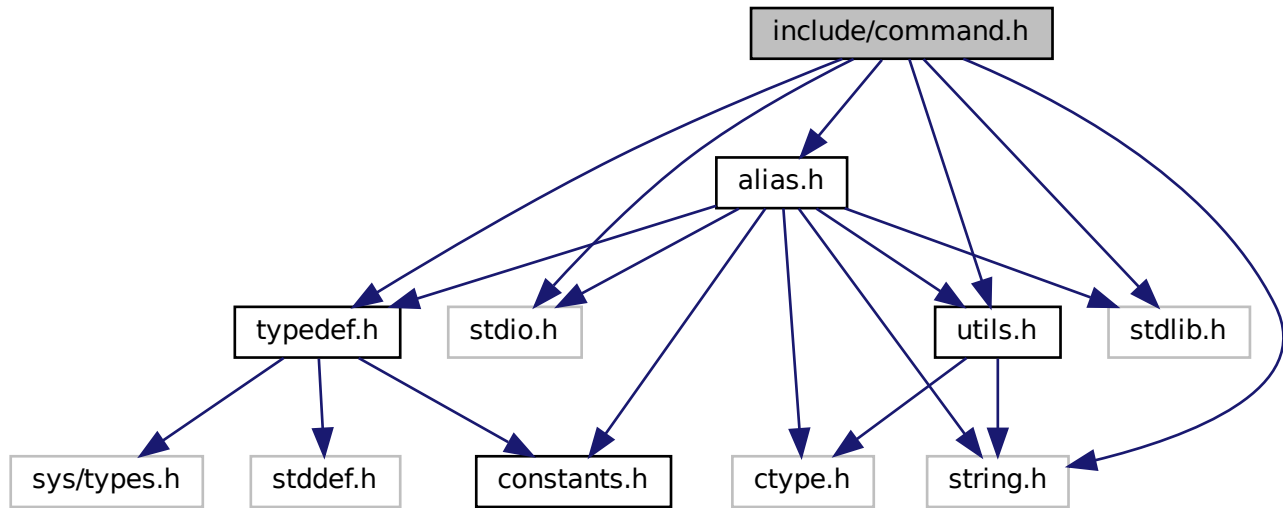 include/command.h
alias.h
typedef.h
stdio.h
utils.h
stdlib.h
sys/types.h
stddef.h
constants.h
ctype.h
string.h